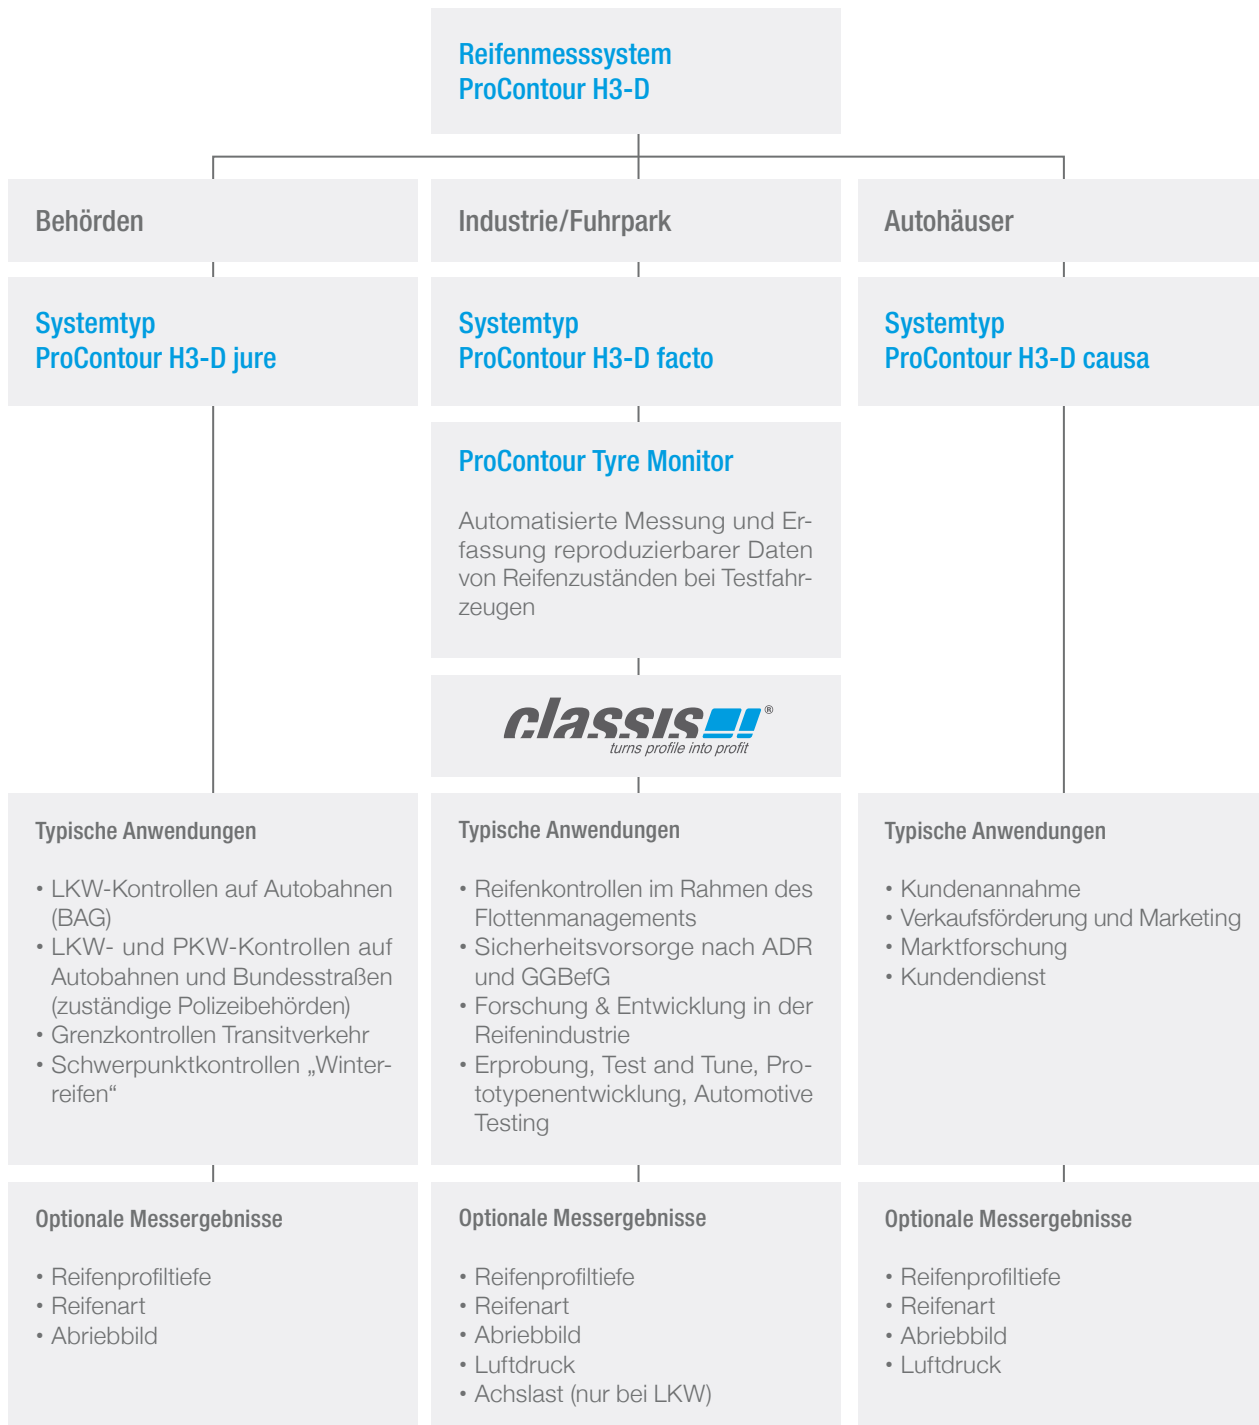 Reifenmesssystem
ProContour H3-D
Behörden
Industrie/Fuhrpark
Autohäuser
Systemtyp
ProContour H3-D jure
Systemtyp
ProContour H3-D facto
Systemtyp
ProContour H3-D causa
ProContour Tyre Monitor
Automatisierte Messung und Er-
fassung reproduzierbarer Daten
von Reifenzuständen bei Testfahr-
zeugen
classis®
turns profile into profit
Typische Anwendungen
• LKW-Kontrollen auf Autobahnen
(BAG)
• LKW- und PKW-Kontrollen auf
Autobahnen und Bundesstraßen
(zuständige Polizeibehörden)
• Grenzkontrollen Transitverkehr
• Schwerpunktkontrollen „Winter-
reifen“
Typische Anwendungen
• Reifenkontrollen im Rahmen des
Flottenmanagements
• Sicherheitsvorsorge nach ADR
und GGBefG
• Forschung & Entwicklung in der
Reifenindustrie
• Erprobung, Test and Tune, Pro-
totypenentwicklung, Automotive
Testing
Typische Anwendungen
• Kundenannahme
• Verkaufsförderung und Marketing
• Marktforschung
• Kundendienst
Optionale Messergebnisse
• Reifenprofiltiefe
• Reifenart
• Abriebbild
Optionale Messergebnisse
• Reifenprofiltiefe
• Reifenart
• Abriebbild
• Luftdruck
• Achslast (nur bei LKW)
Optionale Messergebnisse
• Reifenprofiltiefe
• Reifenart
• Abriebbild
• Luftdruck